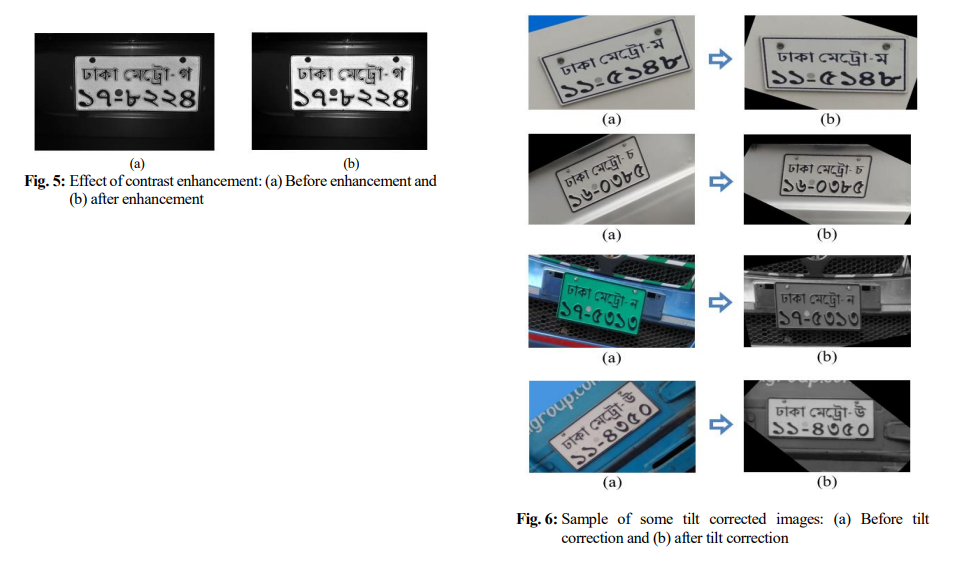 ঢাকা মেট্রো-গ
১৭-৮২২৪
ঢাকা মেট্রো-গ
১৭-৮২২৪
(a)
(b)
Fig. 5: Effect of contrast enhancement: (a) Before enhancement and
(b) after enhancement
ঢাকা মেট্রো-ম
১১-৫১৪৮
ঢাকা মেট্রো-ম
১১-৫১৪৮
(a)
(b)
ঢাকা মেট্রো-চ
১৬-০৩৮৫
ঢাকা মেট্রো-চ
১৬-০৩৮৫
(a)
(b)
ঢাকা মেট্রো-ন
১৭-৫৩১৩
ঢাকা মেট্রো-ন
১৭-৫৩১৩
(a)
(b)
group.com
ঢাকা মেট্রো-উ
১১-৪৩৫০
ঢাকা মেট্রো-উ
১১-৪৩৫০
(a)
(b)
Fig. 6: Sample of some tilt corrected images: (a) Before tilt
correction and (b) after tilt correction